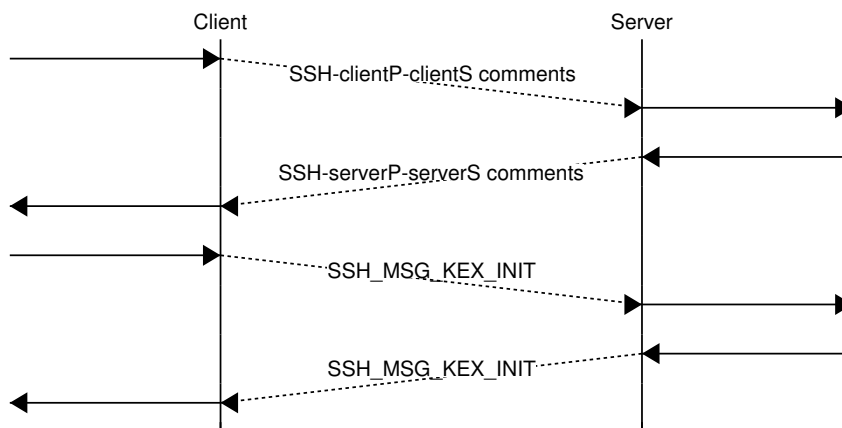 Client
Server
SSH-clientP-clientS comments
SSH-serverP-serverS comments
SSH_MSG_KEX_INIT
SSH_MSG_KEX_INIT